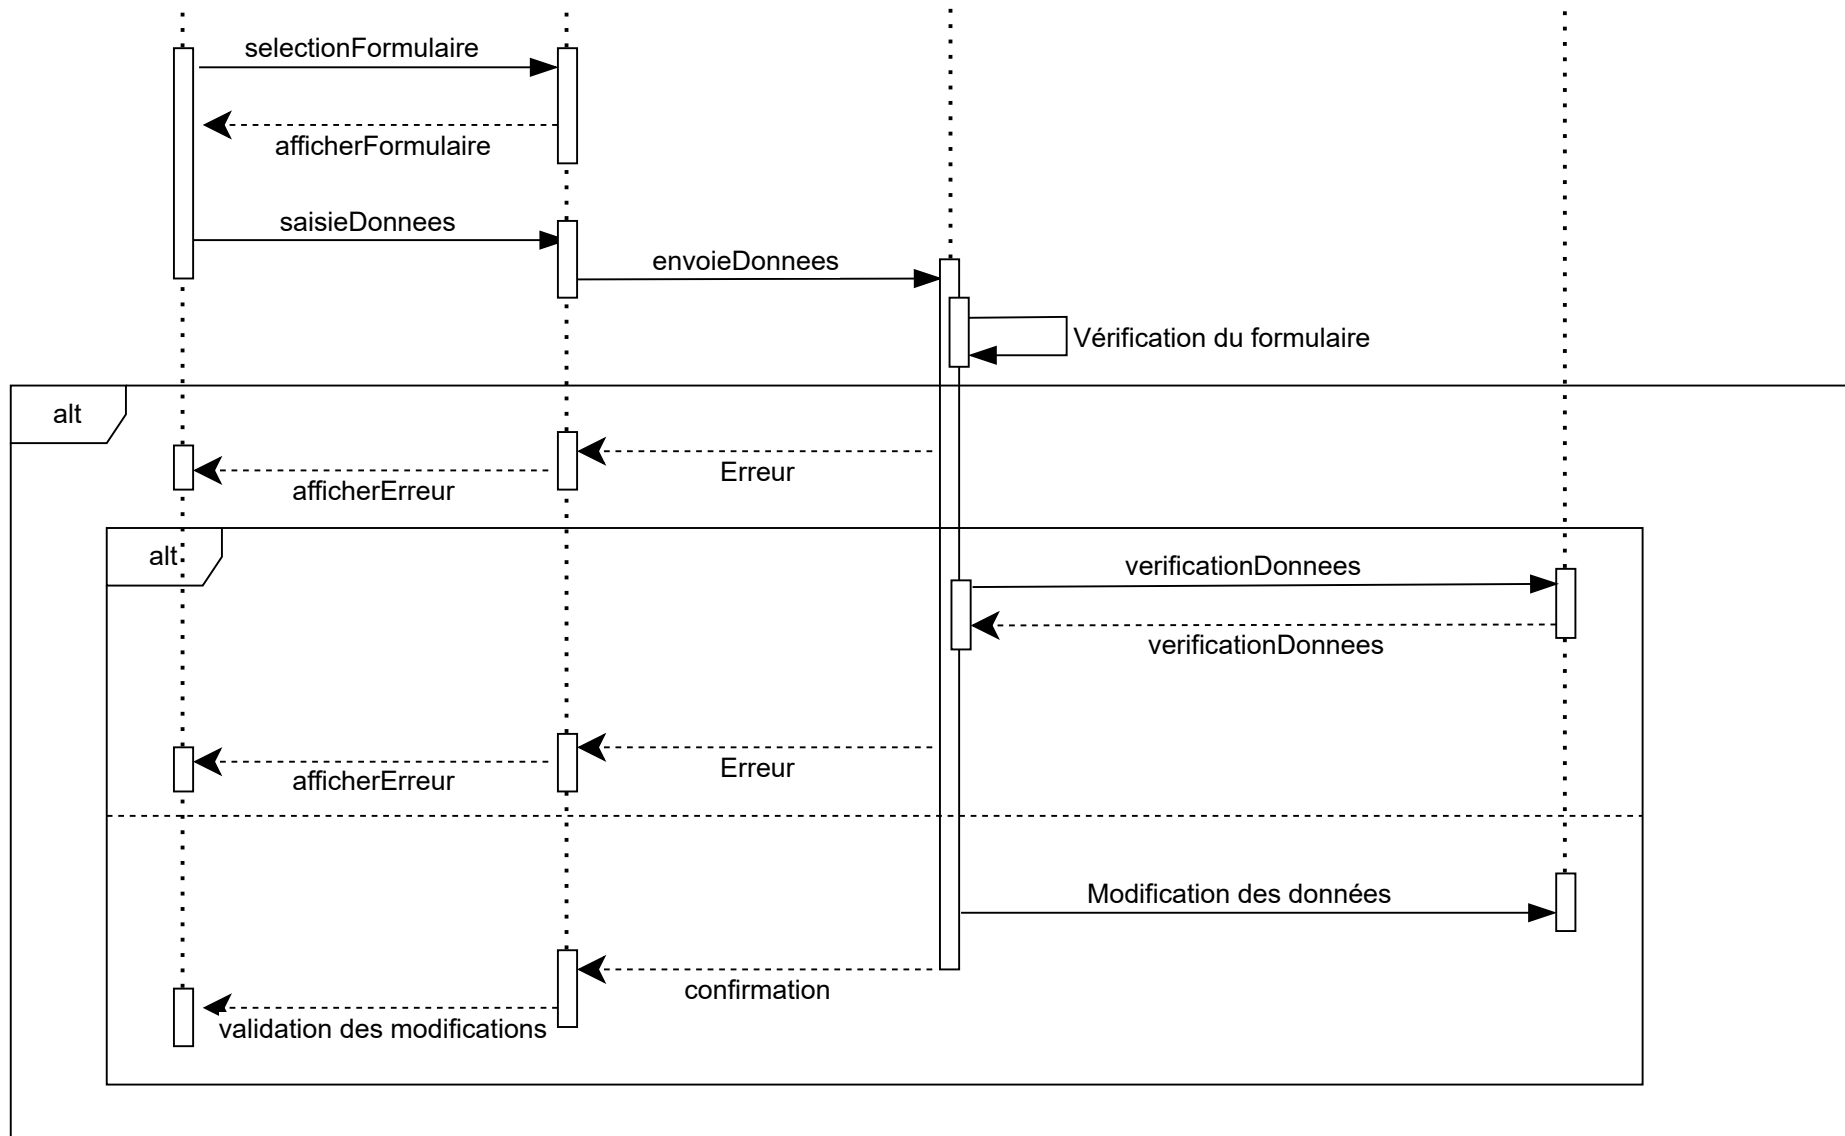 selectionFormulaire
afficherFormulaire
saisieDonnees
envoieDonnees
Vérification du formulaire
alt
Erreur
afficherErreur
alt
verificationDonnees
verificationDonnees
Erreur
afficherErreur
Modification des données
confirmation
validation des modifications